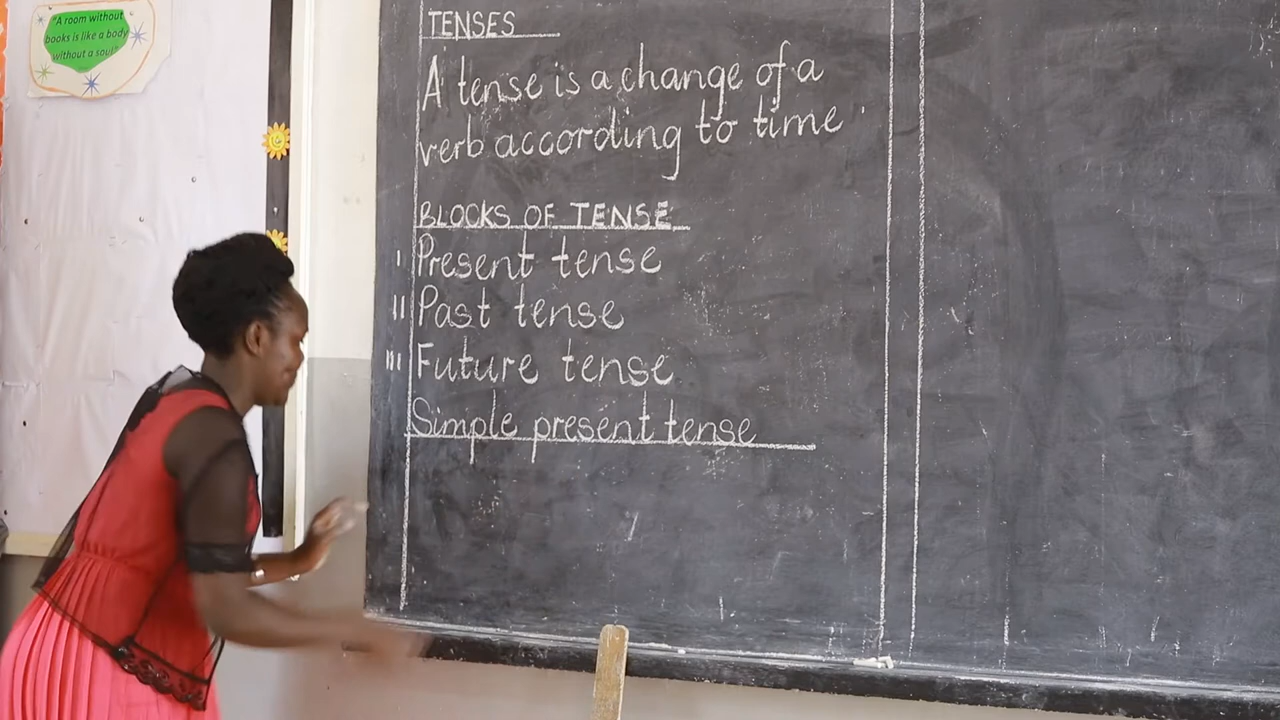 "A room without
books is like a body
without a soul"
TENSES
A tense is a change of a
verb according to time
BLOCKS OF TENSE
I Present tense
II Past tense
III Future tense
Simple present tense